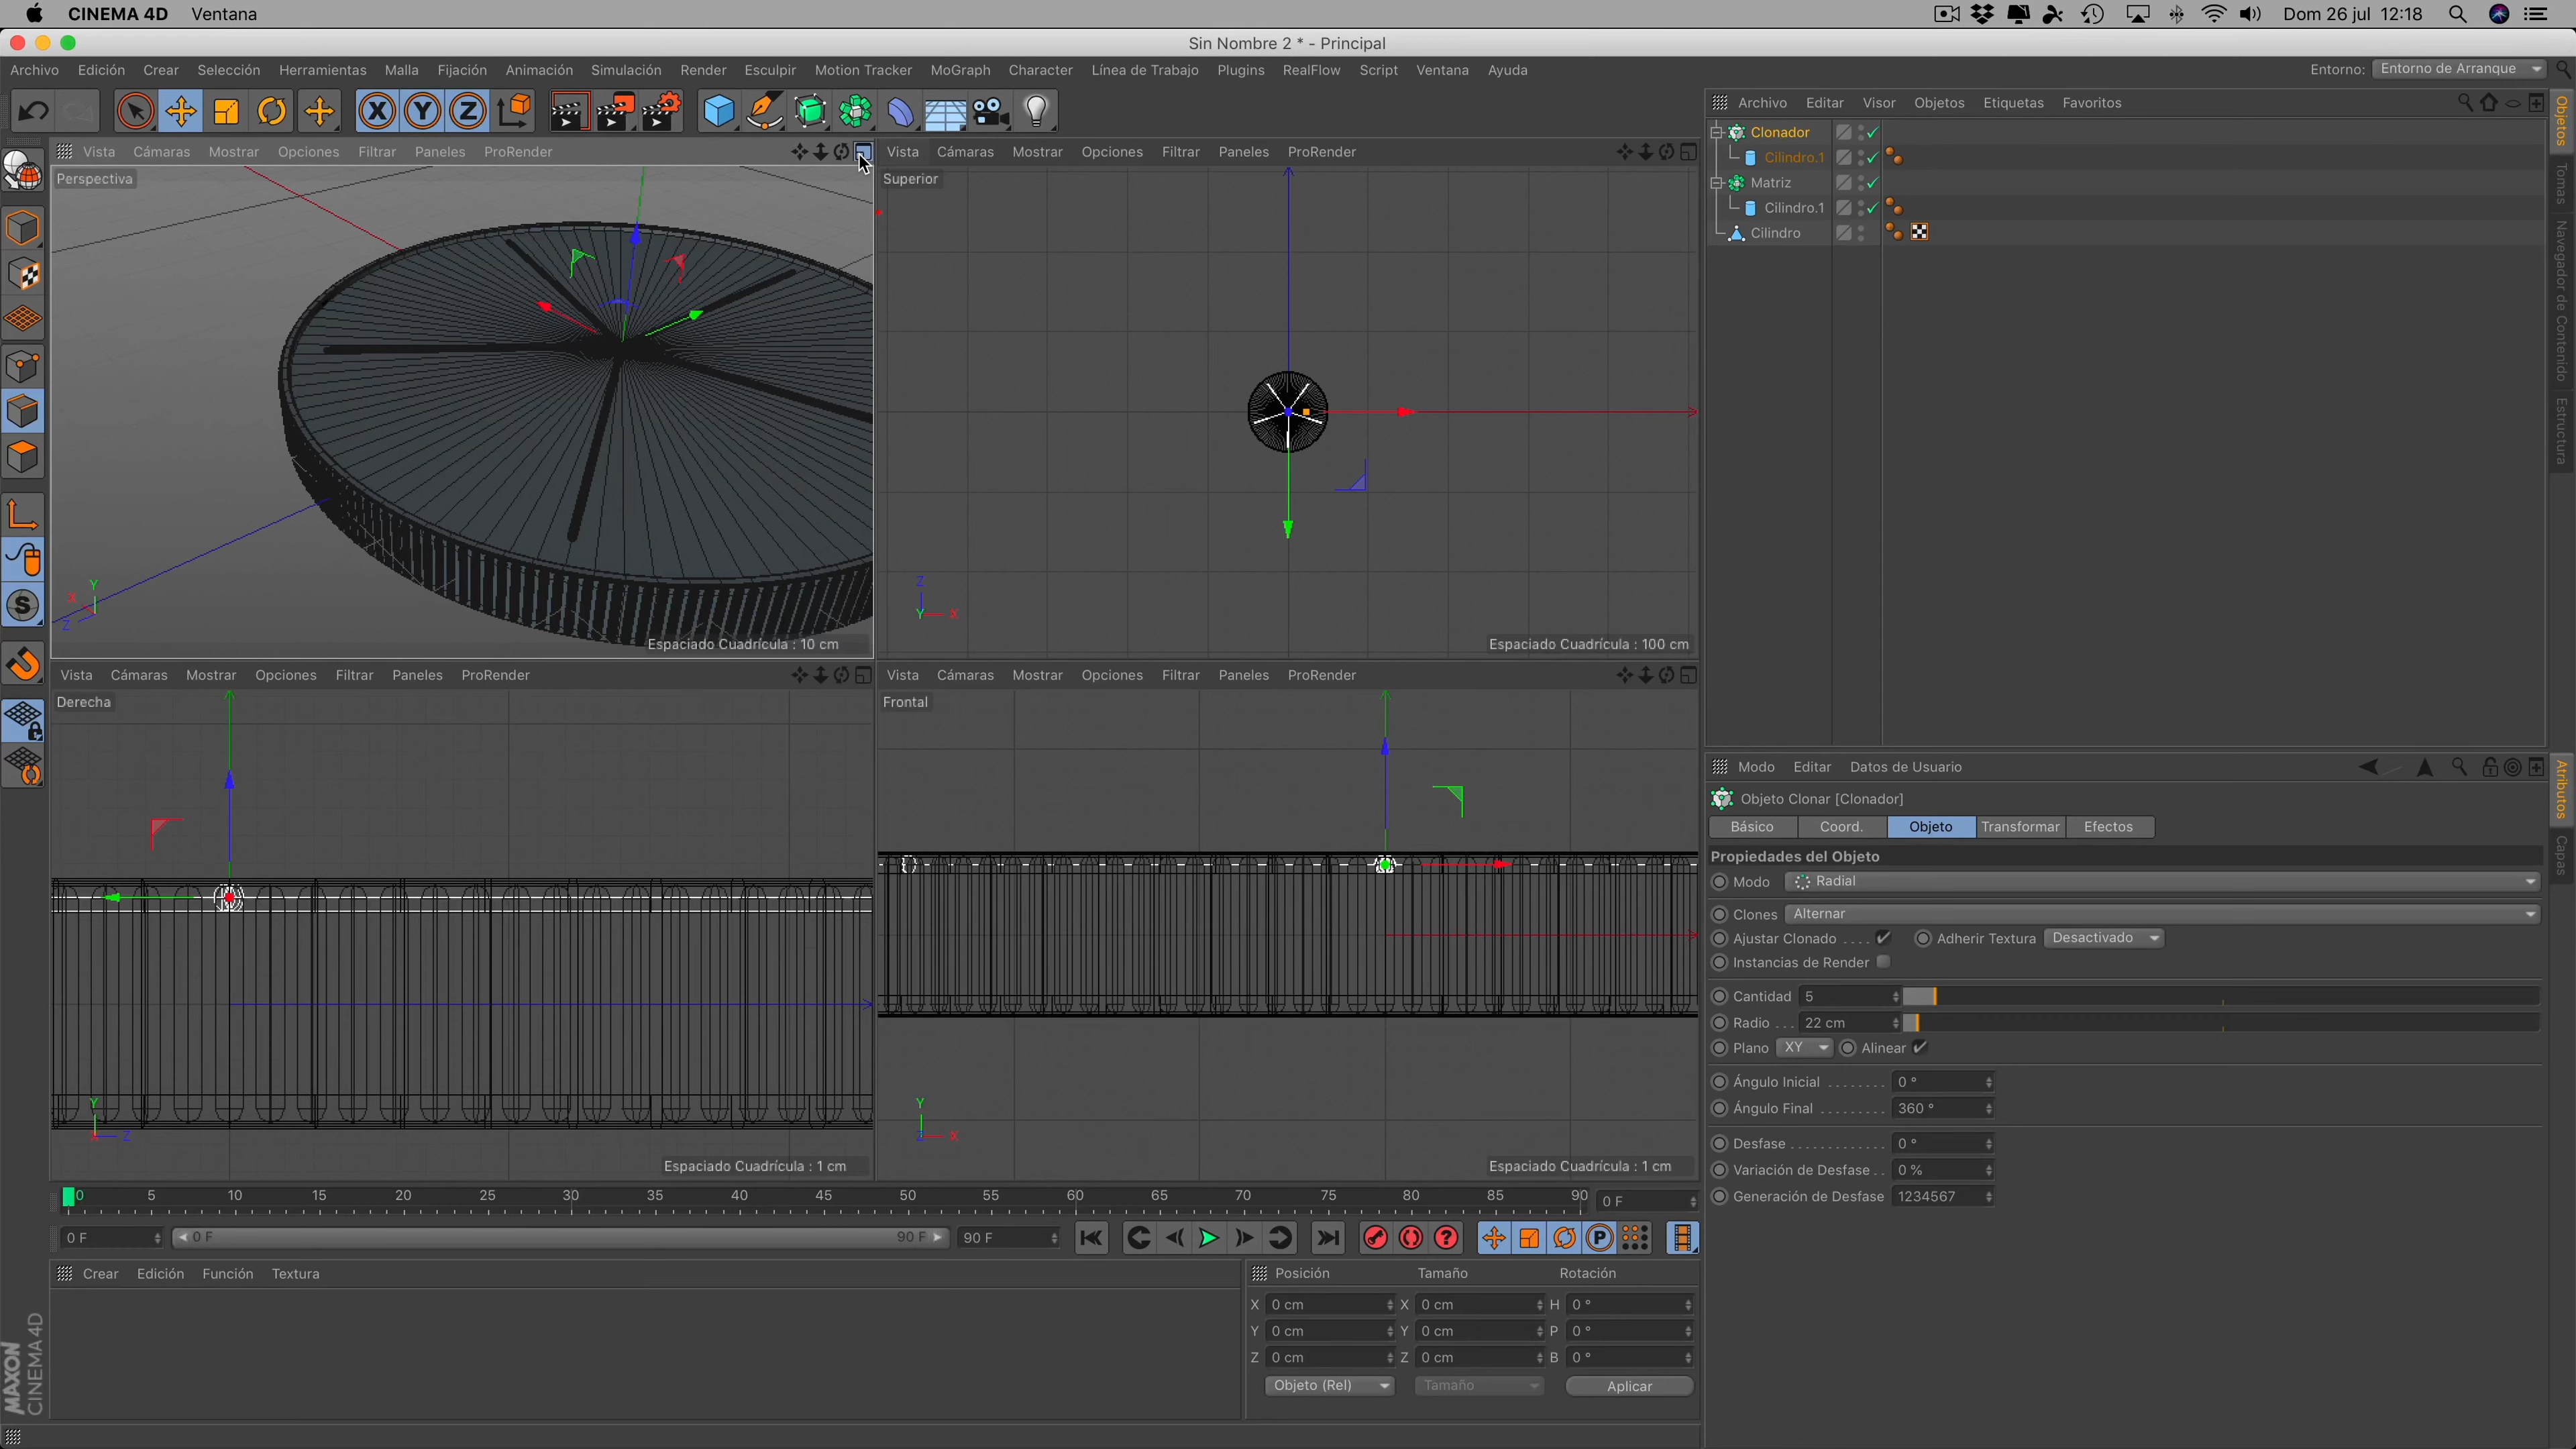 CINEMA 4D Ventana Dom 26 jul 12:18
Sin Nombre 2 * - Principal
Archivo Edición Crear Selección Herramientas Malla Fijación Animación Simulación Render Esculpir Motion Tracker MoGraph Character Línea de Trabajo Plugins RealFlow Script Ventana Ayuda Entorno: Entorno de Arranque
X Y Z
Archivo Editar Visor Objetos Etiquetas Favoritos
Objetos
Tomas
Navegador de Contenido
Estructura
Clonador
Cilindro.1
Matriz
Cilindro.1
Cilindro
Vista Cámaras Mostrar Opciones Filtrar Paneles ProRender
Perspectiva
Y
X
Z
Espaciado Cuadrícula : 10 cm
Vista Cámaras Mostrar Opciones Filtrar Paneles ProRender
Superior
Z
Y X
Espaciado Cuadrícula : 100 cm
Vista Cámaras Mostrar Opciones Filtrar Paneles ProRender
Derecha
Y
X Z
Espaciado Cuadrícula : 1 cm
Vista Cámaras Mostrar Opciones Filtrar Paneles ProRender
Frontal
Y
Z X
Espaciado Cuadrícula : 1 cm
S
Modo Editar Datos de Usuario
Atributos
Capas
Objeto Clonar [Clonador]
Básico Coord. Objeto Transformar Efectos
Propiedades del Objeto
Modo Radial
Clones Alternar
Ajustar Clonado . . . . Adherir Textura Desactivado
Instancias de Render
Cantidad 5
Radio . . . 22 cm
Plano XY Alinear
Ángulo Inicial . . . . . . . . 0 °
Ángulo Final . . . . . . . . . 360 °
Desfase . . . . . . . . . . . . . 0 °
Variación de Desfase . . 0 %
Generación de Desfase 1234567
0 5 10 15 20 25 30 35 40 45 50 55 60 65 70 75 80 85 90 0 F
0 F 0 F 90 F 90 F P
Crear Edición Función Textura
Posición Tamaño Rotación
X 0 cm X 0 cm H 0 °
Y 0 cm Y 0 cm P 0 °
Z 0 cm Z 0 cm B 0 °
Objeto (Rel) Tamaño Aplicar
MAXON
CINEMA 4D